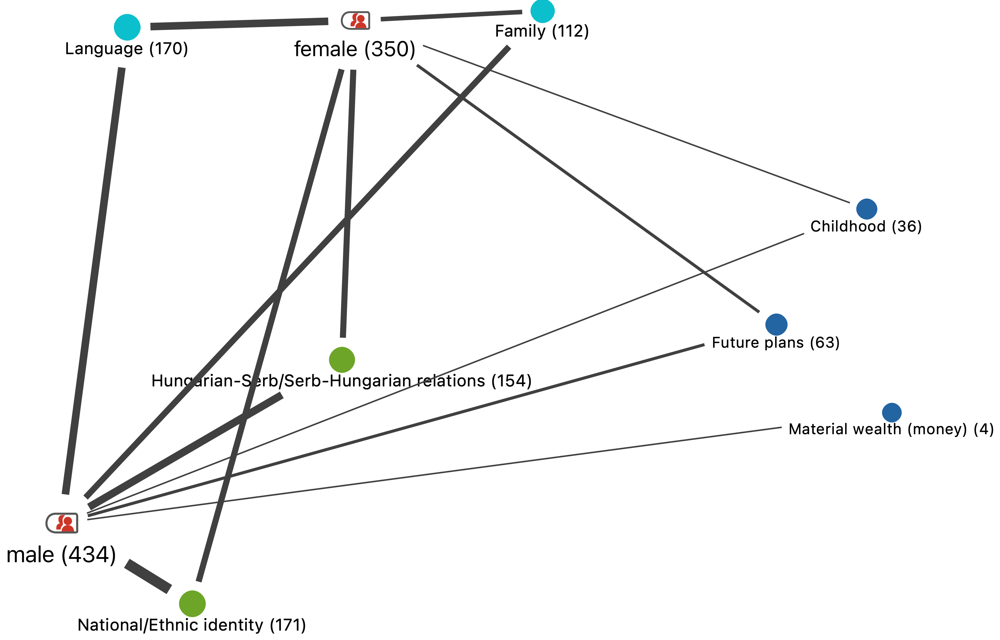 Family (112)
Language (170)
female (350)
Childhood (36)
Future plans (63)
Hungarian-Serb/Serb-Hungarian relations (154)
Material wealth (money) (4)
male (434)
National/Ethnic identity (171)